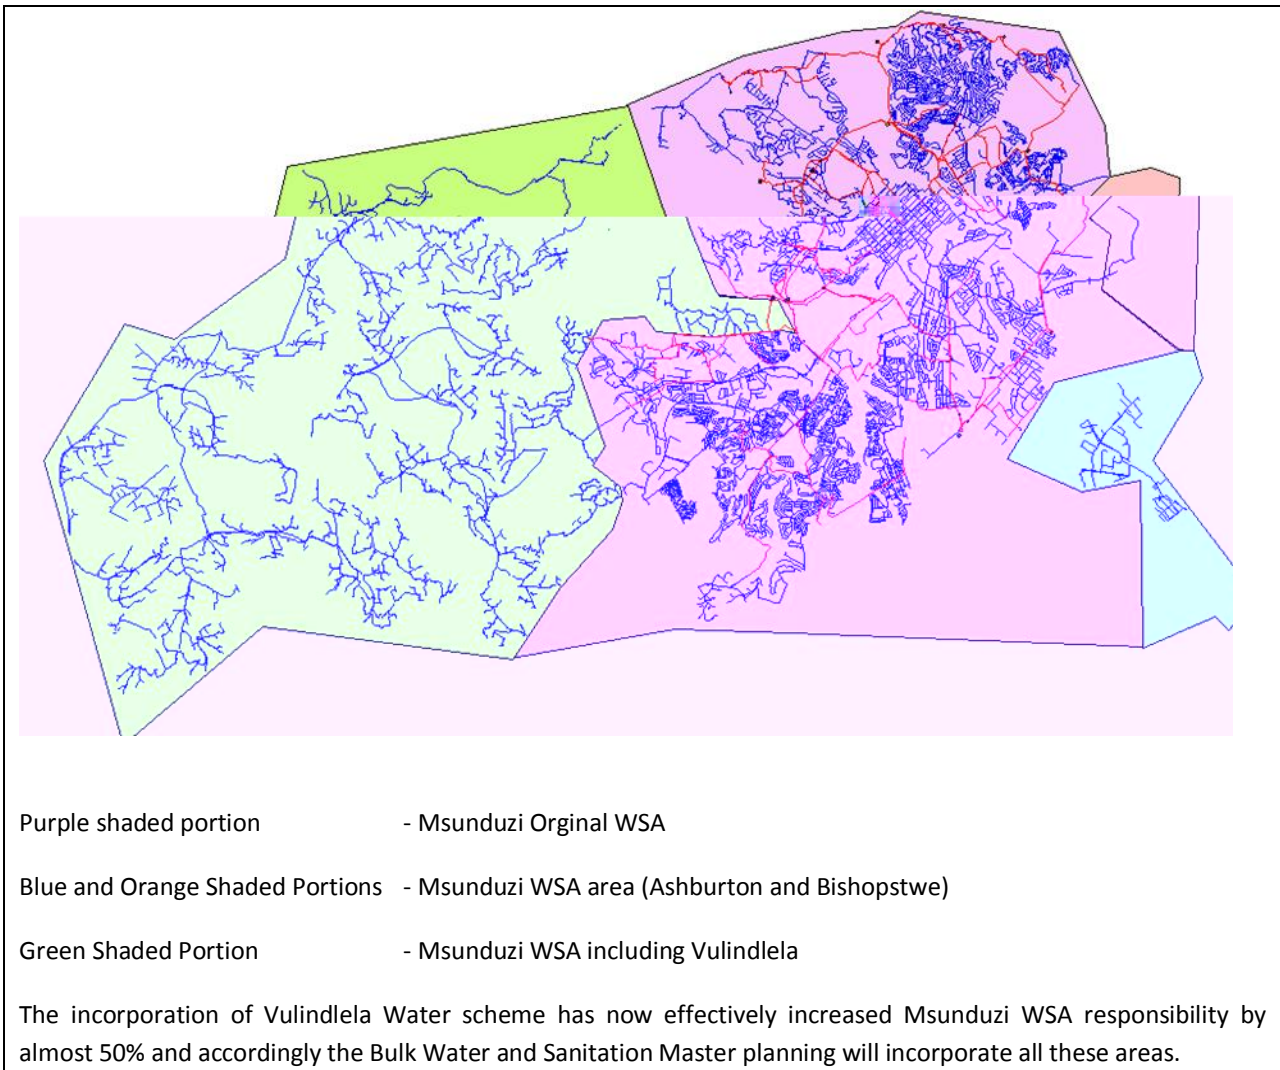 Purple shaded portion - Msunduzi Orginal WSA
Blue and Orange Shaded Portions - Msunduzi WSA area (Ashburton and Bishopstwe)
Green Shaded Portion - Msunduzi WSA including Vulindlela
The incorporation of Vulindlela Water scheme has now effectively increased Msunduzi WSA responsibility by
almost 50% and accordingly the Bulk Water and Sanitation Master planning will incorporate all these areas.